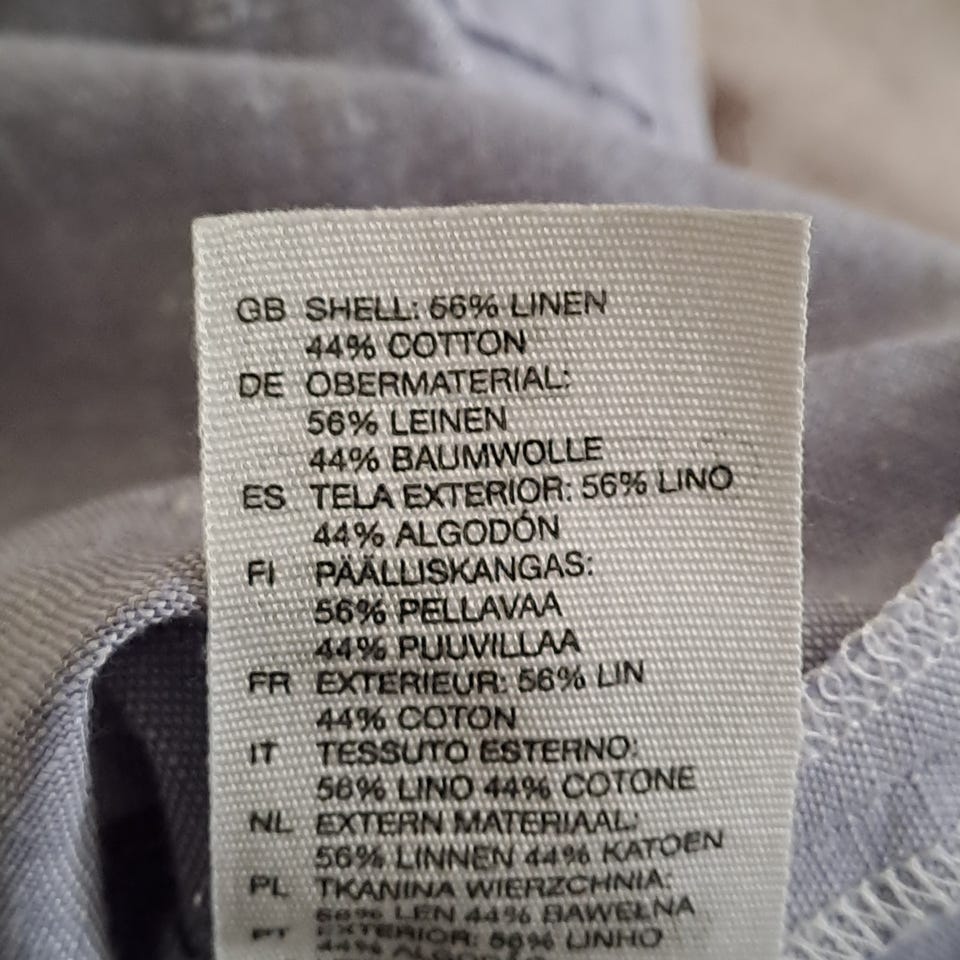 GB SHELL: 56% LINEN
44% COTTON
DE OBERMATERIAL:
56% LEINEN
44% BAUMWOLLE
ES TELA EXTERIOR: 56% LINO
44% ALGODÓN
FI PÄÄLLISKANGAS:
56% PELLAVAA
44% PUUVILLAA
FR EXTERIEUR: 56% LIN
44% COTON
IT TESSUTO ESTERNO:
56% LINO 44% COTONE
NL EXTERN MATERIAAL:
56% LINNEN 44% KATOEN
PL TKANINA WIERZCHNIA:
56% LEN 44% BAWEŁNA
PT EXTERIOR: 56% LINHO
44%